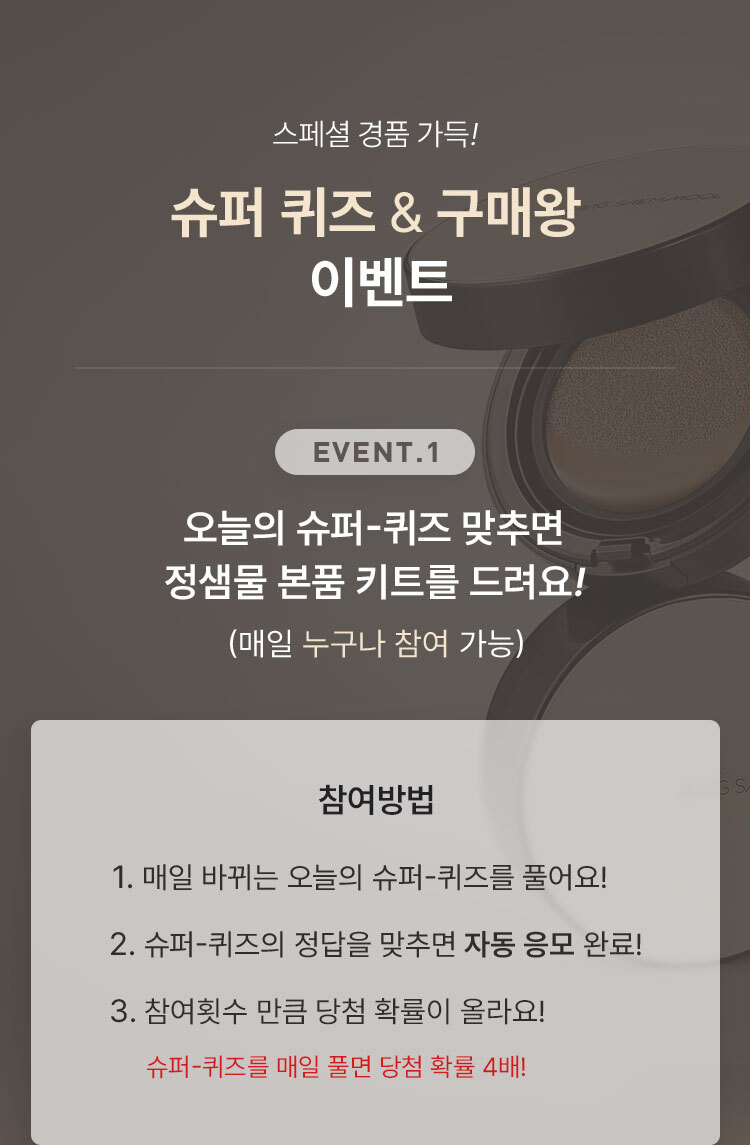 스페셜 경품 가득!
슈퍼 퀴즈 & 구매왕
이벤트
EVENT.1
오늘의 슈퍼-퀴즈 맞추면
정샘물 본품 키트를 드려요!
(매일 누구나 참여 가능)
참여방법
1. 매일 바뀌는 오늘의 슈퍼-퀴즈를 풀어요!
2. 슈퍼-퀴즈의 정답을 맞추면 자동 응모 완료!
3. 참여횟수 만큼 당첨 확률이 올라요!
슈퍼-퀴즈를 매일 풀면 당첨 확률 4배!